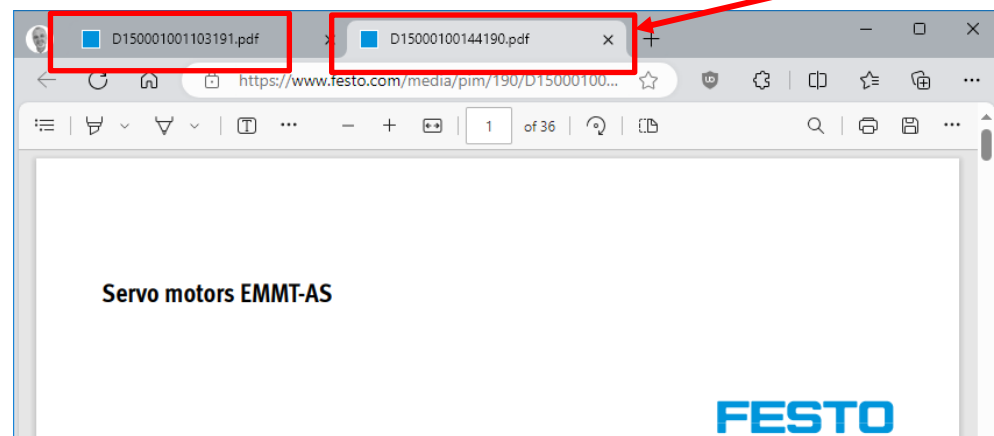 D150001001103191.pdf
D15000100144190.pdf
https://www.festo.com/media/pim/190/D15000100...
1 of 36
Servo motors EMMT-AS
FESTO